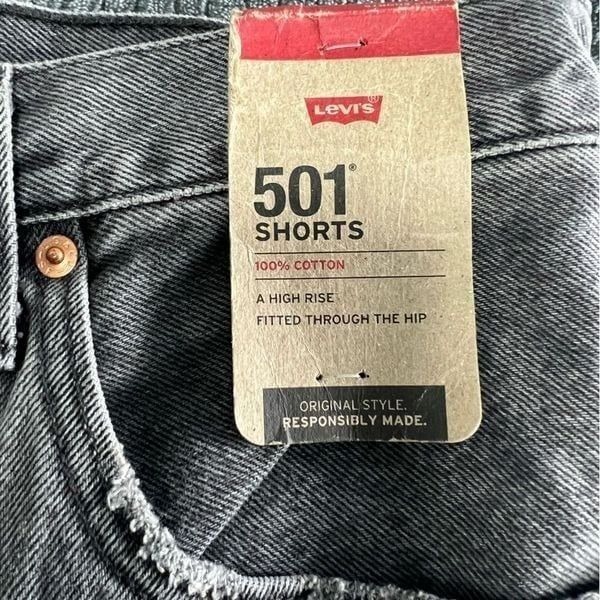 Levi's®
501®
SHORTS
100% COTTON
A HIGH RISE
FITTED THROUGH THE HIP
ORIGINAL STYLE.
RESPONSIBLY MADE.